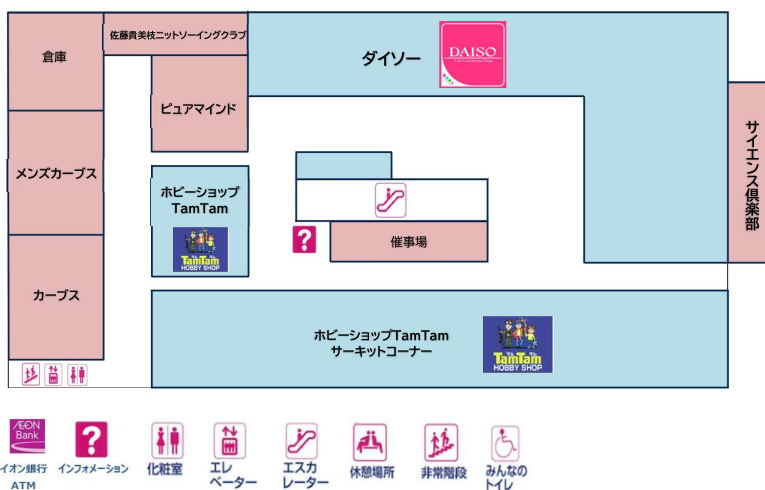 倉庫
佐藤貴美枝ニットソーイングクラブ
ダイソー
DAISO
ピュアマインド
サイエンス倶楽部
メンズカーブス
ホビーショップ
TamTam
TamTam
HOBBY SHOP
?
催事場
カーブス
ホビーショップTamTam
サーキットコーナー
TamTam
HOBBY SHOP
ÆON
Bank
?
イオン銀行
ATM
インフォメーション
化粧室
エレ
ベーター
エスカ
レーター
休憩場所
非常階段
みんなの
トイレ